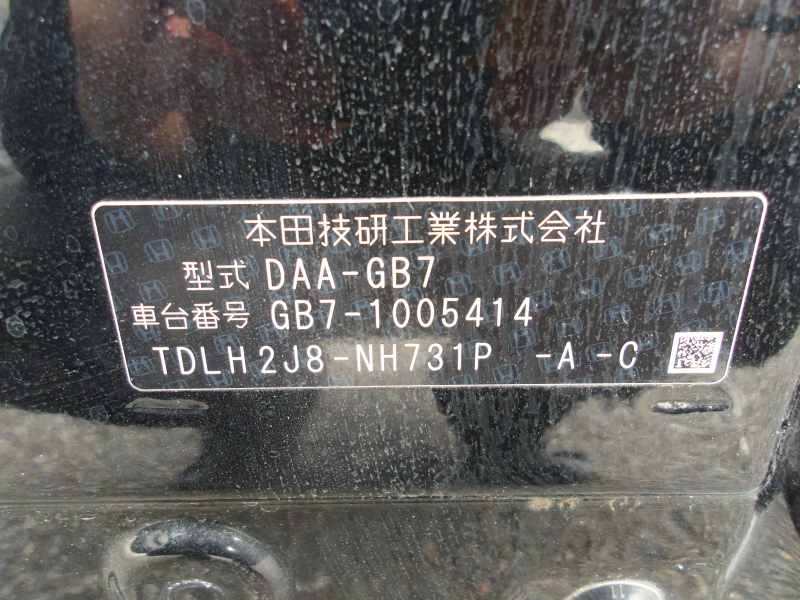 本田技研工業株式会社
型式 DAA-GB7
車台番号 GB7-1005414
TDLH2J8-NH731P -A -C